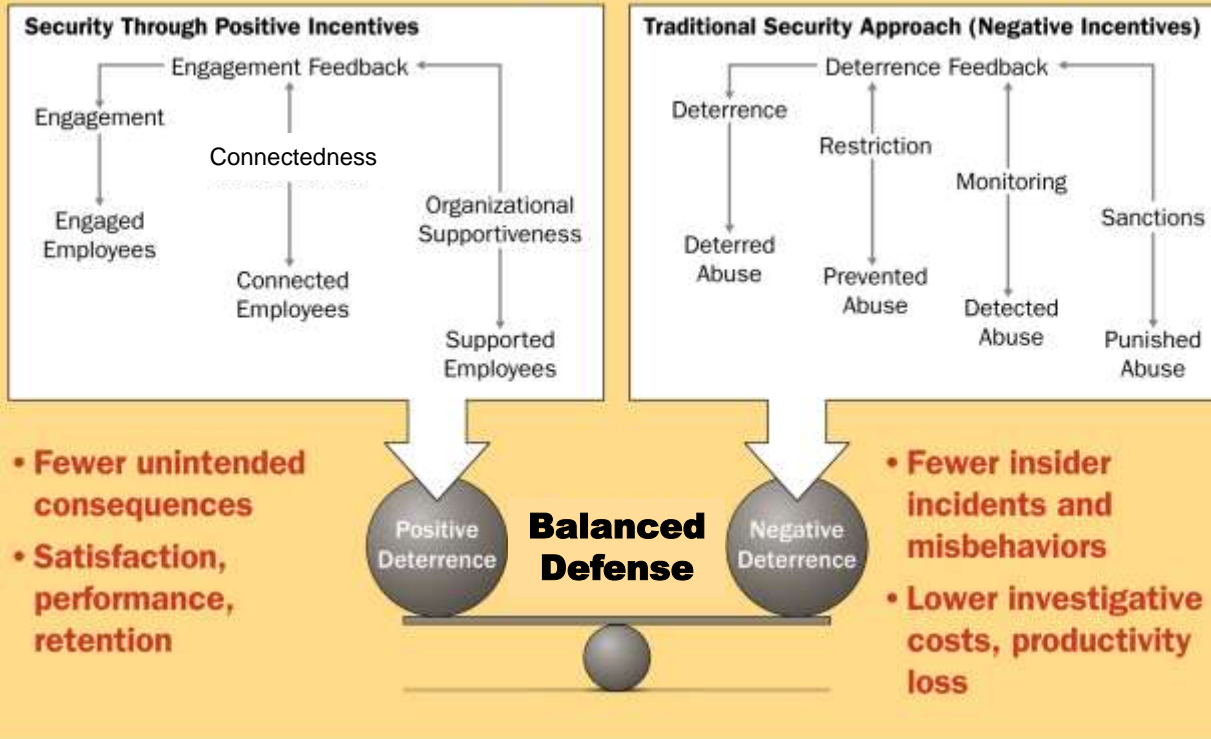 Security Through Positive Incentives
Engagement Feedback
Engagement
Connectedness
Engaged
Employees
Organizational
Supportiveness
Connected
Employees
Supported
Employees
Traditional Security Approach (Negative Incentives)
Deterrence Feedback
Deterrence
Restriction
Monitoring
Sanctions
Deterred
Abuse
Prevented
Abuse
Detected
Abuse
Punished
Abuse
• Fewer unintended
consequences
• Satisfaction,
performance,
retention
Positive
Deterrence
Balanced
Defense
Negative
Deterrence
• Fewer insider
incidents and
misbehaviors
• Lower investigative
costs, productivity
loss